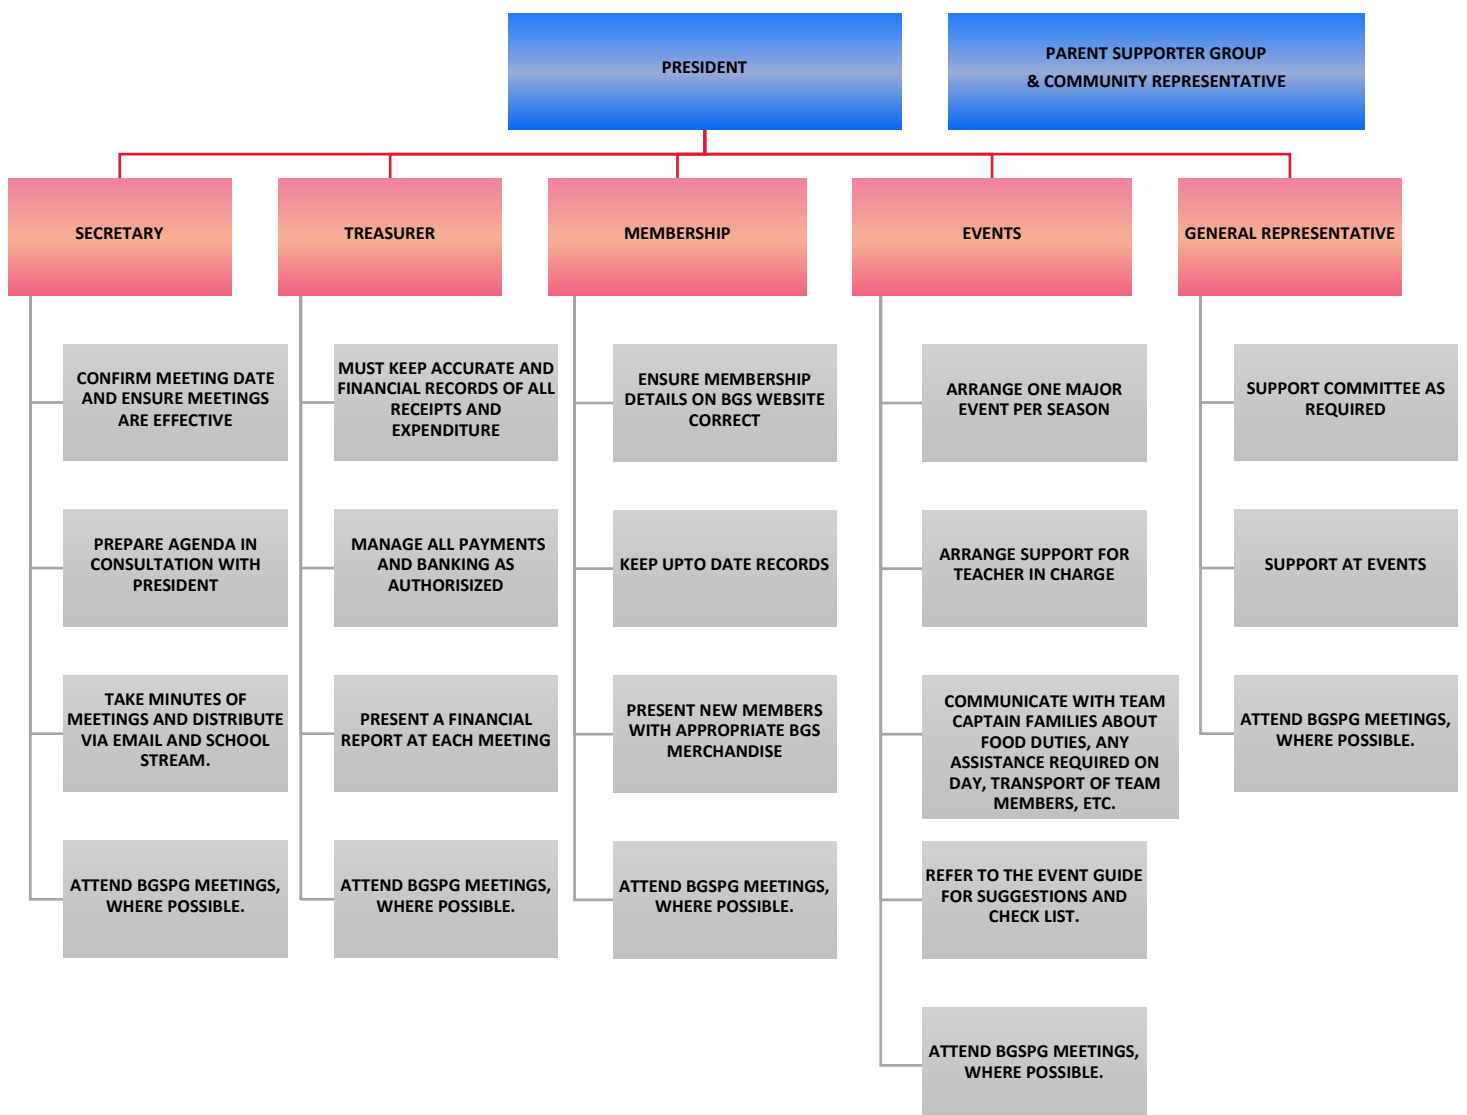 PRESIDENT
PARENT SUPPORTER GROUP
& COMMUNITY REPRESENTATIVE
SECRETARY
TREASURER
MEMBERSHIP
EVENTS
GENERAL REPRESENTATIVE
CONFIRM MEETING DATE
AND ENSURE MEETINGS
ARE EFFECTIVE
PREPARE AGENDA IN
CONSULTATION WITH
PRESIDENT
TAKE MINUTES OF
MEETINGS AND DISTRIBUTE
VIA EMAIL AND SCHOOL
STREAM.
ATTEND BGSPG MEETINGS,
WHERE POSSIBLE.
MUST KEEP ACCURATE AND
FINANCIAL RECORDS OF ALL
RECEIPTS AND
EXPENDITURE
MANAGE ALL PAYMENTS
AND BANKING AS
AUTHORISIZED
PRESENT A FINANCIAL
REPORT AT EACH MEETING
ATTEND BGSPG MEETINGS,
WHERE POSSIBLE.
ENSURE MEMBERSHIP
DETAILS ON BGS WEBSITE
CORRECT
KEEP UPTO DATE RECORDS
PRESENT NEW MEMBERS
WITH APPROPRIATE BGS
MERCHANDISE
ATTEND BGSPG MEETINGS,
WHERE POSSIBLE.
ARRANGE ONE MAJOR
EVENT PER SEASON
ARRANGE SUPPORT FOR
TEACHER IN CHARGE
COMMUNICATE WITH TEAM
CAPTAIN FAMILIES ABOUT
FOOD DUTIES, ANY
ASSISTANCE REQUIRED ON
DAY, TRANSPORT OF TEAM
MEMBERS, ETC.
REFER TO THE EVENT GUIDE
FOR SUGGESTIONS AND
CHECK LIST.
ATTEND BGSPG MEETINGS,
WHERE POSSIBLE.
SUPPORT COMMITTEE AS
REQUIRED
SUPPORT AT EVENTS
ATTEND BGSPG MEETINGS,
WHERE POSSIBLE.